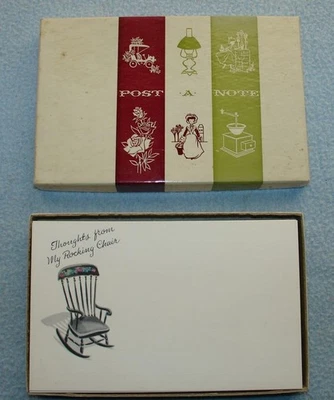 POST A NOTE
Thoughts from
My Rocking Chair